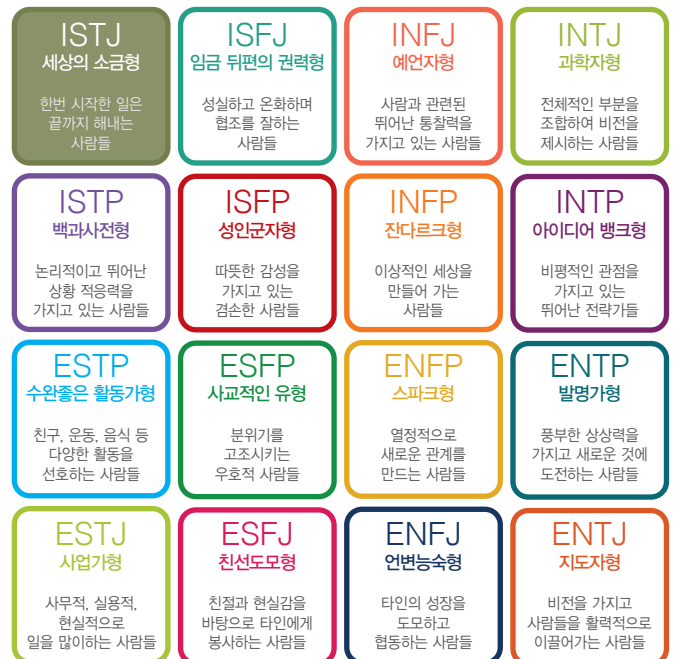 ISTJ
세상의 소금형
한번 시작한 일은
끝까지 해내는
사람들
ISFJ
임금 뒤편의 권력형
성실하고 온화하며
협조를 잘하는
사람들
INFJ
예언자형
사람과 관련된
뛰어난 통찰력을
가지고 있는 사람들
INTJ
과학자형
전체적인 부분을
조합하여 비전을
제시하는 사람들
ISTP
백과사전형
논리적이고 뛰어난
상황 적응력을
가지고 있는 사람들
ISFP
성인군자형
따뜻한 감성을
가지고 있는
겸손한 사람들
INFP
잔다르크형
이상적인 세상을
만들어 가는
사람들
INTP
아이디어 뱅크형
비평적인 관점을
가지고 있는
뛰어난 전략가들
ESTP
수완좋은 활동가형
친구, 운동, 음식 등
다양한 활동을
선호하는 사람들
ESFP
사교적인 유형
분위기를
고조시키는
우호적 사람들
ENFP
스파크형
열정적으로
새로운 관계를
만드는 사람들
ENTP
발명가형
풍부한 상상력을
가지고 새로운 것에
도전하는 사람들
ESTJ
사업가형
사무적, 실용적,
현실적으로
일을 많이하는 사람들
ESFJ
친선도모형
친절과 현실감을
바탕으로 타인에게
봉사하는 사람들
ENFJ
언변능숙형
타인의 성장을
도모하고
협동하는 사람들
ENTJ
지도자형
비전을 가지고
사람들을 활력적으로
이끌어가는 사람들